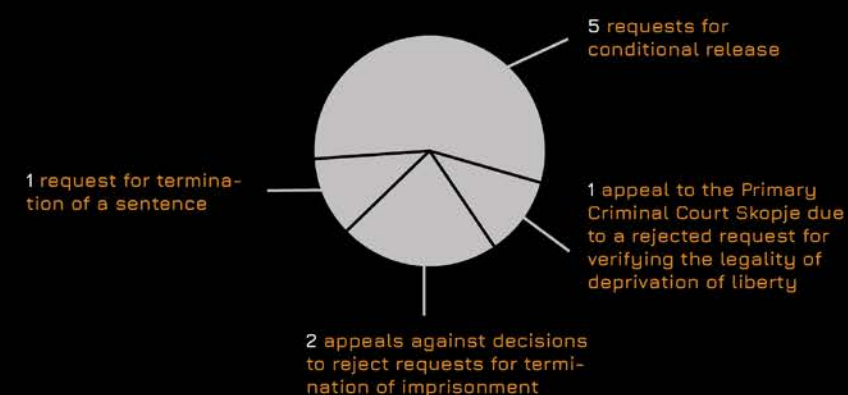 5 requests for
conditional release
1 request for termina-
tion of a sentence
1 appeal to the Primary
Criminal Court Skopje due
to a rejected request for
verifying the legality of
deprivation of liberty
2 appeals against decisions
to reject requests for termi-
nation of imprisonment